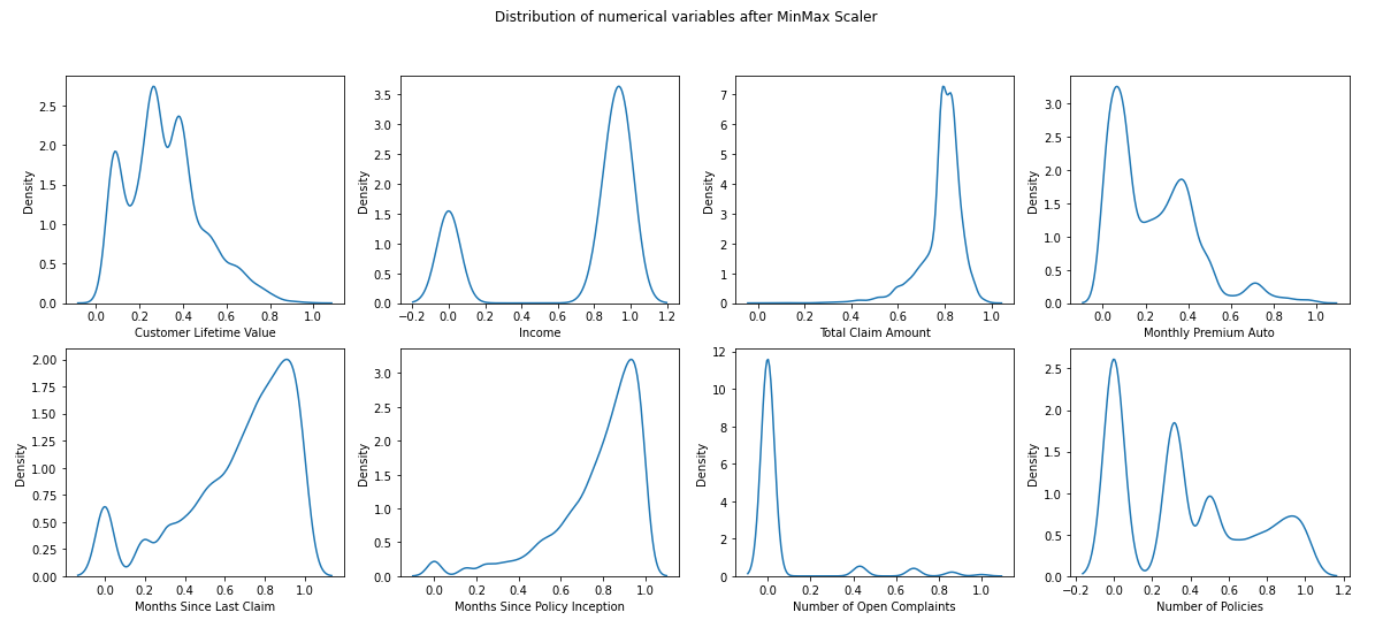 Distribution of numerical variables after MinMax Scaler
Density
0.0 0.5 1.0 1.5 2.0 2.5
0.0 0.2 0.4 0.6 0.8 1.0
Customer Lifetime Value
Density
0.0 0.5 1.0 1.5 2.0 2.5 3.0 3.5
−0.2 0.0 0.2 0.4 0.6 0.8 1.0 1.2
Income
Density
0 1 2 3 4 5 6 7
0.0 0.2 0.4 0.6 0.8 1.0
Total Claim Amount
Density
0.0 0.5 1.0 1.5 2.0 2.5 3.0
0.0 0.2 0.4 0.6 0.8 1.0
Monthly Premium Auto
Density
0.00 0.25 0.50 0.75 1.00 1.25 1.50 1.75 2.00
0.0 0.2 0.4 0.6 0.8 1.0
Months Since Last Claim
Density
0.0 0.5 1.0 1.5 2.0 2.5 3.0
0.0 0.2 0.4 0.6 0.8 1.0
Months Since Policy Inception
Density
0 2 4 6 8 10 12
0.0 0.2 0.4 0.6 0.8 1.0
Number of Open Complaints
Density
0.0 0.5 1.0 1.5 2.0 2.5
−0.2 0.0 0.2 0.4 0.6 0.8 1.0 1.2
Number of Policies